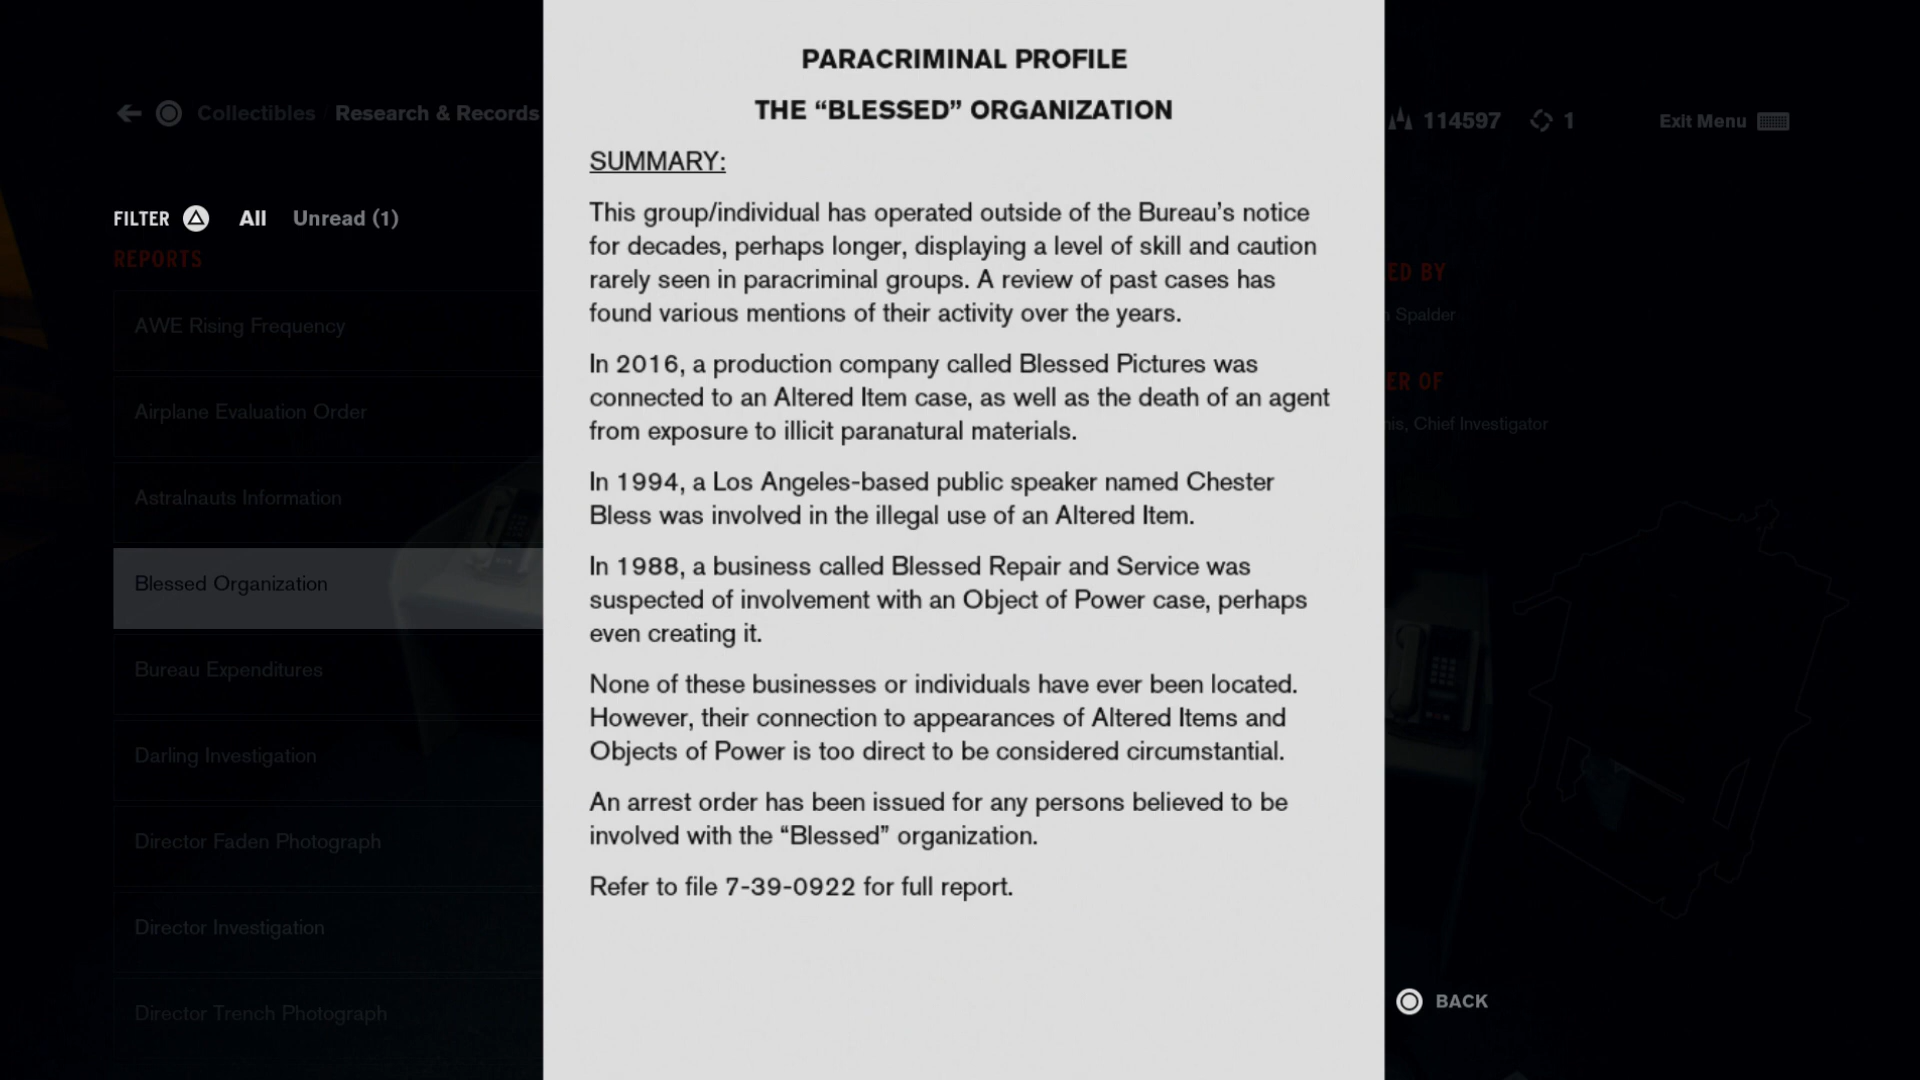 PARACRIMINAL PROFILE
THE “BLESSED” ORGANIZATION
SUMMARY:
This group/individual has operated outside of the Bureau’s notice
for decades, perhaps longer, displaying a level of skill and caution
rarely seen in paracriminal groups. A review of past cases has
found various mentions of their activity over the years.
In 2016, a production company called Blessed Pictures was
connected to an Altered Item case, as well as the death of an agent
from exposure to illicit paranatural materials.
In 1994, a Los Angeles-based public speaker named Chester
Bless was involved in the illegal use of an Altered Item.
In 1988, a business called Blessed Repair and Service was
suspected of involvement with an Object of Power case, perhaps
even creating it.
None of these businesses or individuals have ever been located.
However, their connection to appearances of Altered Items and
Objects of Power is too direct to be considered circumstantial.
An arrest order has been issued for any persons believed to be
involved with the “Blessed” organization.
Refer to file 7-39-0922 for full report.
Collectibles / Research & Records
FILTER All Unread (1)
REPORTS
AWE Rising Frequency
Airplane Evaluation Order
Astralnauts Information
Blessed Organization
Bureau Expenditures
Darling Investigation
Director Faden Photograph
Director Investigation
Director Trench Photograph
114597 1 Exit Menu
ED BY
Spalder
ER OF
Chief Investigator
BACK